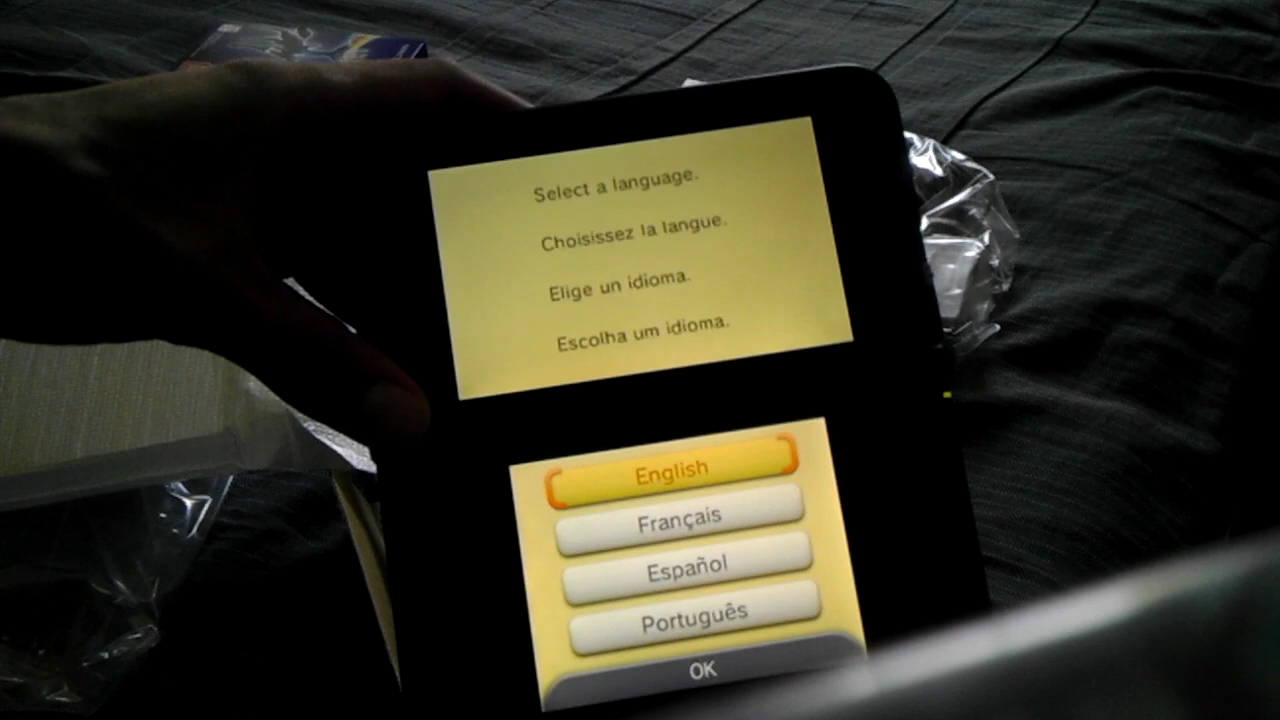 Select a language.
Choisissez la langue.
Elige un idioma.
Escolha um idioma.
English
Français
Español
Português
OK